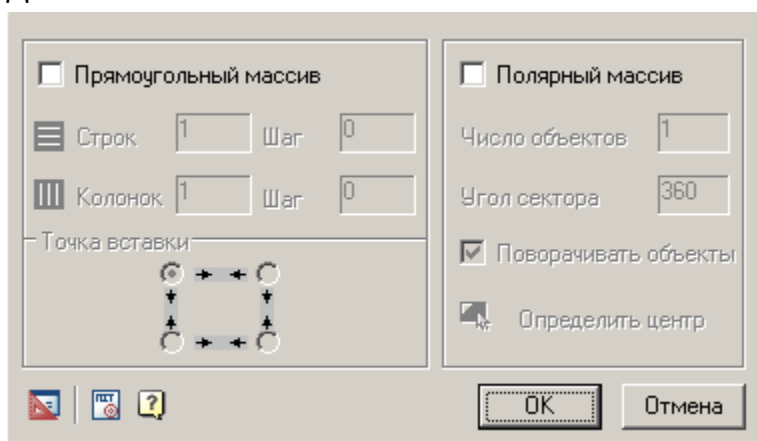 Прямоугольный массив
Строк 1 Шаг 0
Колонок 1 Шаг 0
Точка вставки
Полярный массив
Число объектов 1
Угол сектора 360
Поворачивать объекты
Определить центр
ОК Отмена